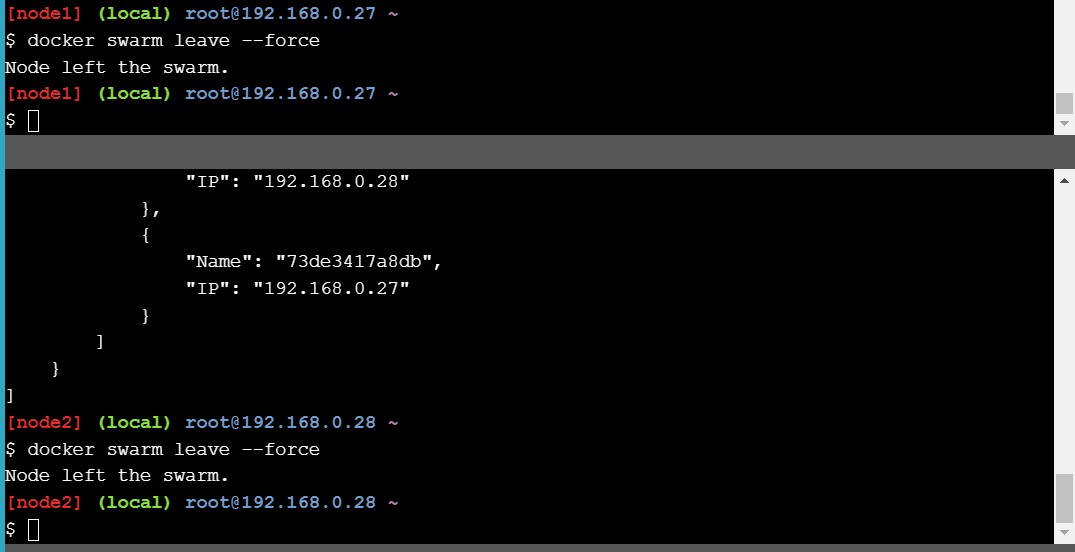 [node1] (local) root@192.168.0.27 ~
$ docker swarm leave --force
Node left the swarm.
[node1] (local) root@192.168.0.27 ~
$
"IP": "192.168.0.28"
},
{
"Name": "73de3417a8db",
"IP": "192.168.0.27"
}
]
}
]
[node2] (local) root@192.168.0.28 ~
$ docker swarm leave --force
Node left the swarm.
[node2] (local) root@192.168.0.28 ~
$